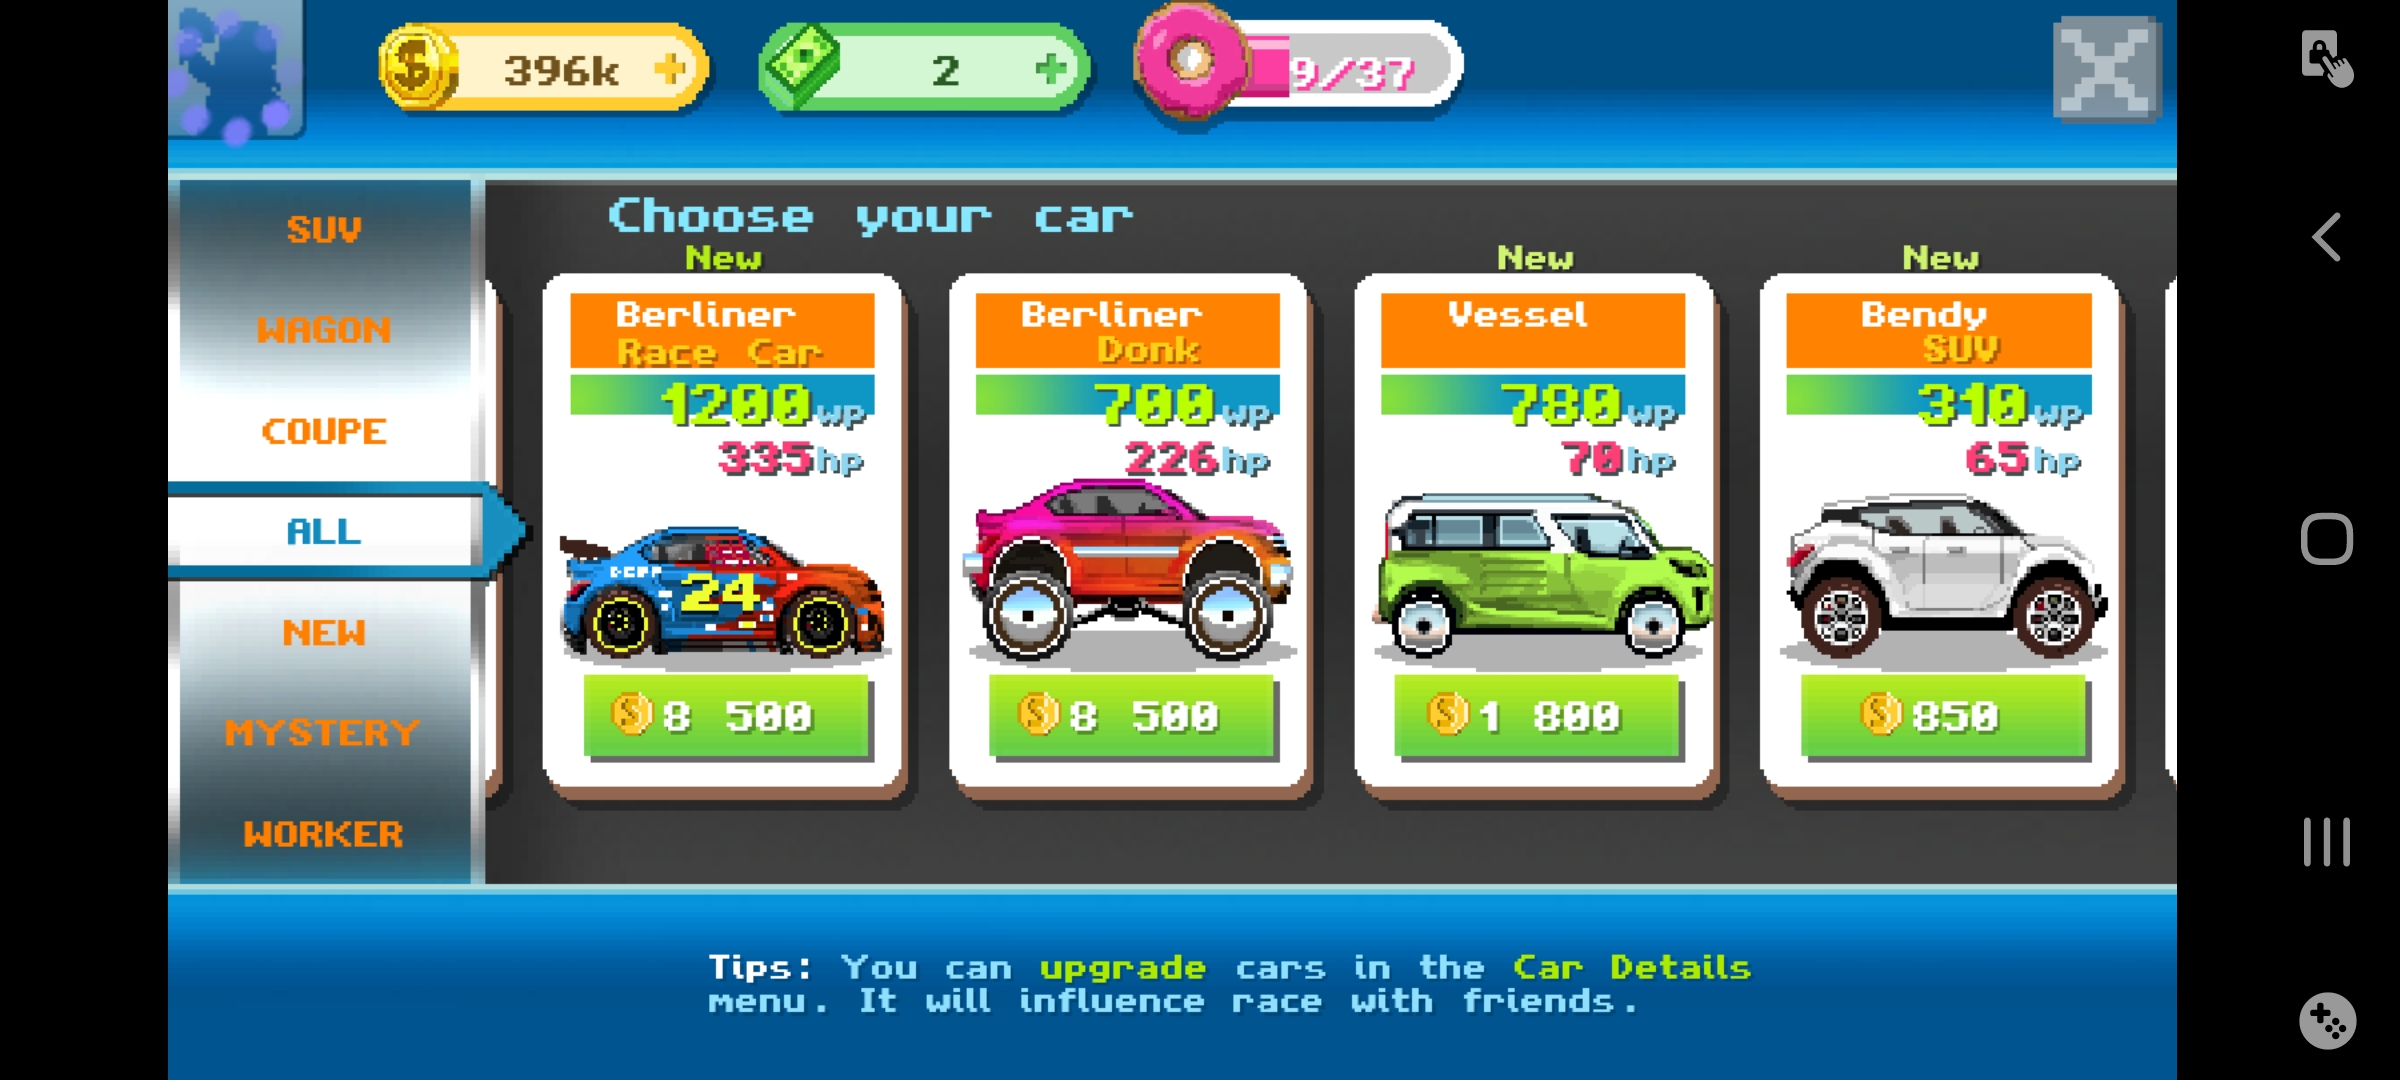 396k +
2 +
9/37
SUV
WAGON
COUPE
ALL
NEW
MYSTERY
WORKER
Choose your car
New
Berliner
Race Car
1200wp
335hp
24
8 500
Berliner
Donk
700wp
226hp
8 500
New
Vessel
780wp
70hp
1 800
New
Bendy
SUV
310wp
65hp
850
Tips: You can upgrade cars in the Car Details
menu. It will influence race with friends.